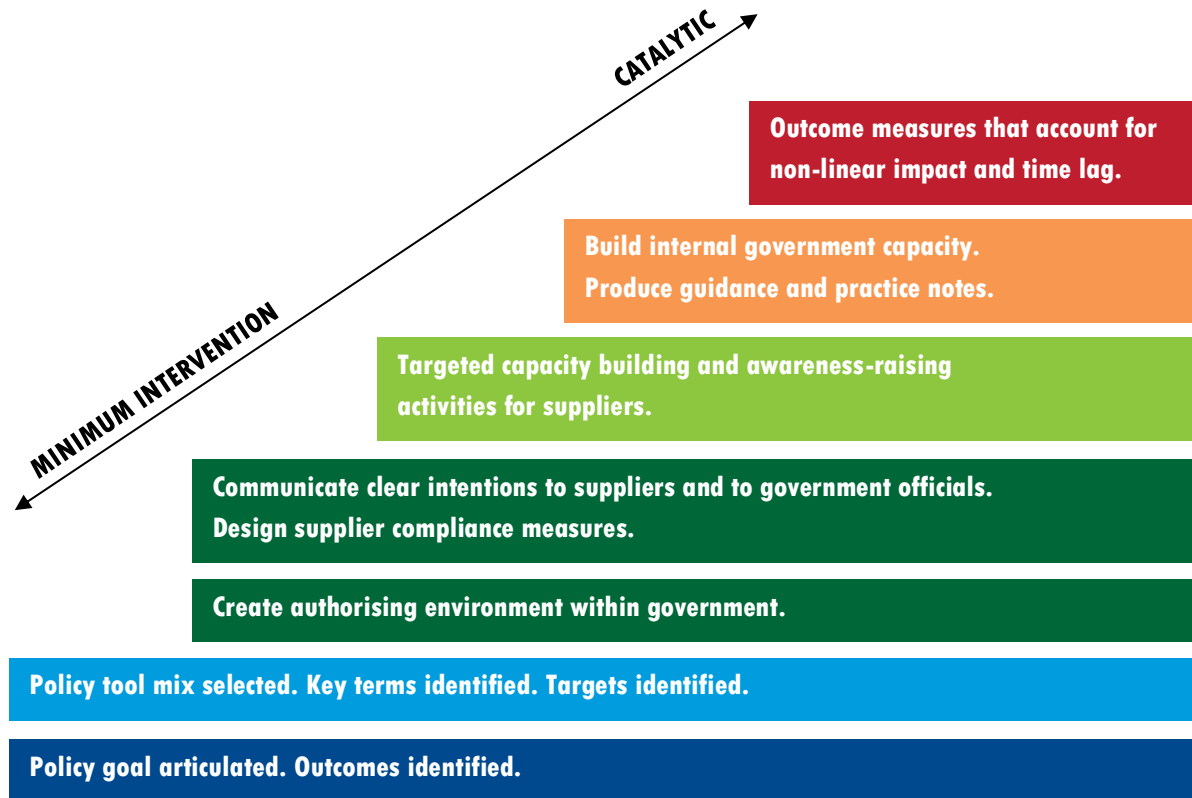 CATALYTIC
MINIMUM INTERVENTION
Outcome measures that account for
non-linear impact and time lag.
Build internal government capacity.
Produce guidance and practice notes.
Targeted capacity building and awareness-raising
activities for suppliers.
Communicate clear intentions to suppliers and to government officials.
Design supplier compliance measures.
Create authorising environment within government.
Policy tool mix selected. Key terms identified. Targets identified.
Policy goal articulated. Outcomes identified.